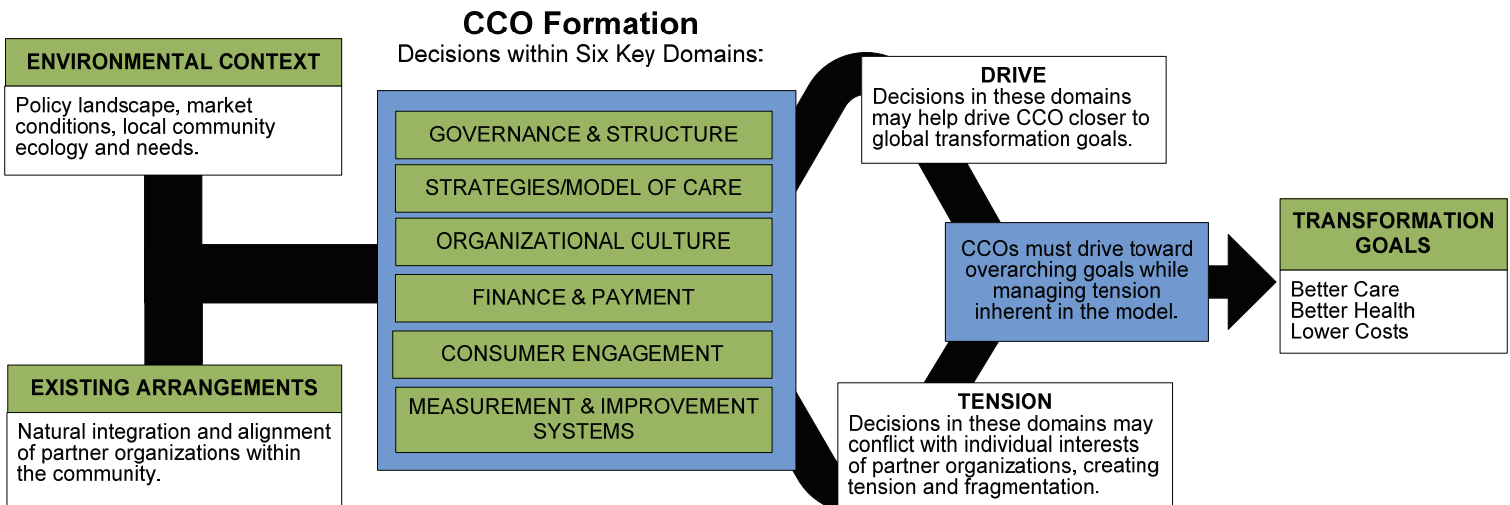 CCO Formation
Decisions within Six Key Domains:
ENVIRONMENTAL CONTEXT
Policy landscape, market
conditions, local community
ecology and needs.
EXISTING ARRANGEMENTS
Natural integration and alignment
of partner organizations within
the community.
GOVERNANCE & STRUCTURE
STRATEGIES/MODEL OF CARE
ORGANIZATIONAL CULTURE
FINANCE & PAYMENT
CONSUMER ENGAGEMENT
MEASUREMENT & IMPROVEMENT
SYSTEMS
DRIVE
Decisions in these domains
may help drive CCO closer to
global transformation goals.
TENSION
Decisions in these domains may
conflict with individual interests
of partner organizations, creating
tension and fragmentation.
CCOs must drive toward
overarching goals while
managing tension
inherent in the model.
TRANSFORMATION
GOALS
Better Care
Better Health
Lower Costs